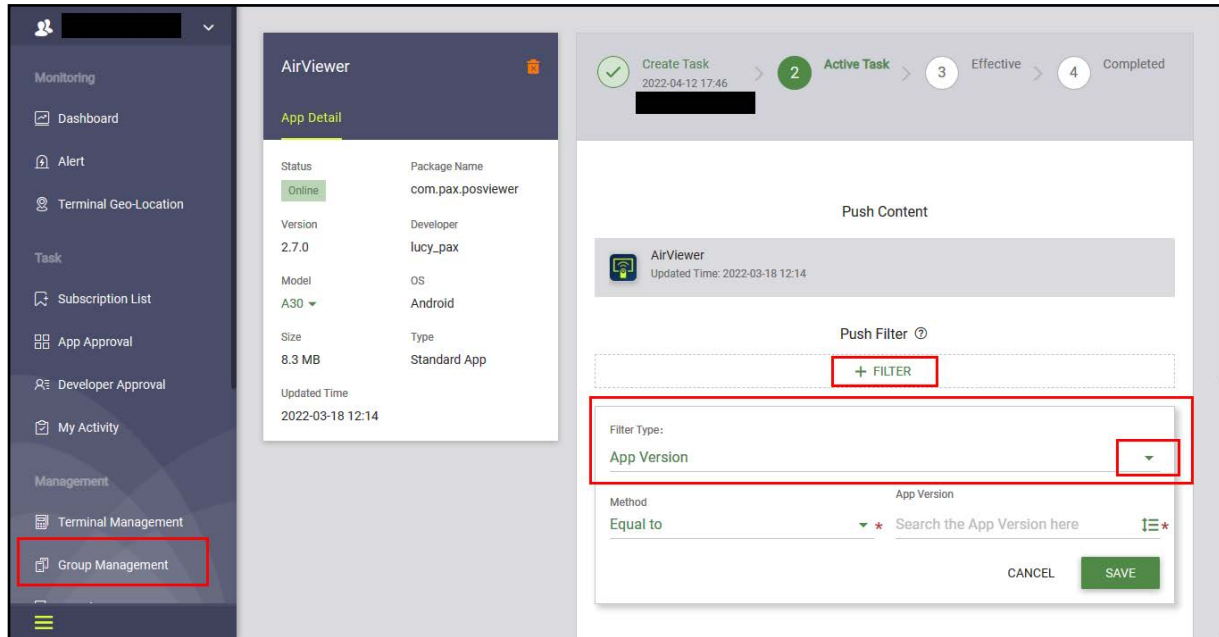 Monitoring
Dashboard
Alert
Terminal Geo-Location
Task
Subscription List
App Approval
Developer Approval
My Activity
Management
Terminal Management
Group Management
AirViewer
App Detail
Status
Package Name
Online
com.pax.posviewer
Version
Developer
2.7.0
lucy_pax
Model
OS
A30
Android
Size
Type
8.3 MB
Standard App
Updated Time
2022-03-18 12:14
Create Task
2022-04-12 17:46
2
Active Task
3
Effective
4
Completed
Push Content
AirViewer
Updated Time: 2022-03-18 12:14
Push Filter ?
+ FILTER
Filter Type:
App Version
Method
App Version
Equal to
*
Search the App Version here
*
CANCEL
SAVE